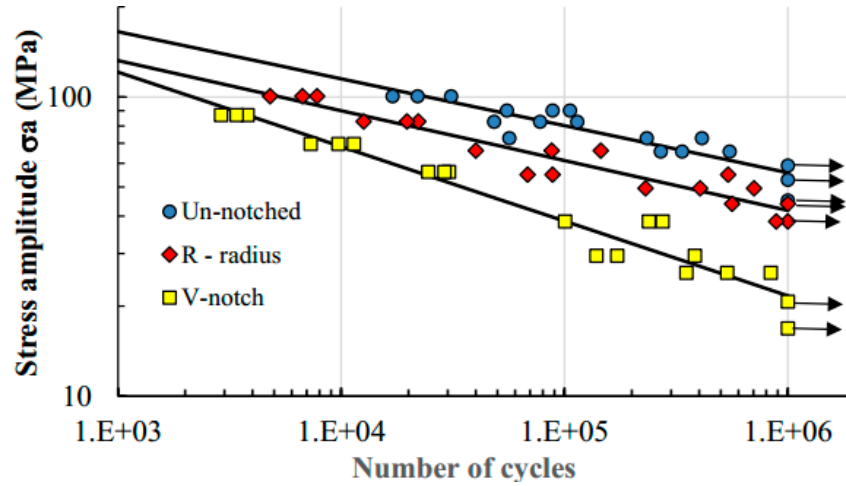 Stress amplitude σa (MPa)
100
10
Un-notched
R - radius
V-notch
1.E+03 1.E+04 1.E+05 1.E+06
Number of cycles